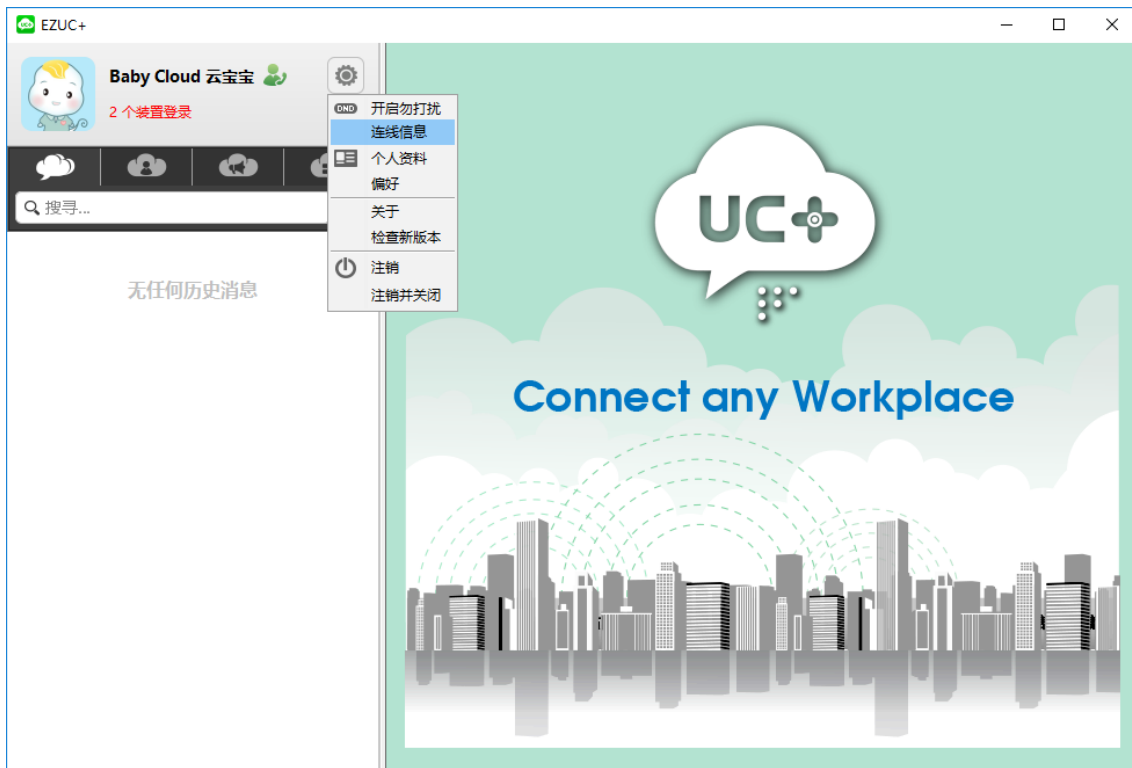 EZUC+
Baby Cloud 云宝宝
2 个装置登录
DND 开启勿打扰
连线信息
个人资料
偏好
关于
检查新版本
注销
注销并关闭
搜寻...
无任何历史消息
UC+
Connect any Workplace